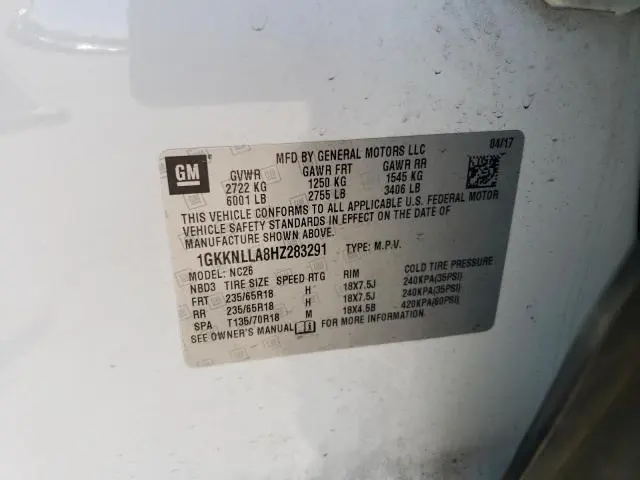 GM
MFD BY GENERAL MOTORS LLC 04/17
GVWR GAWR FRT GAWR RR
2722 KG 1250 KG 1545 KG
6001 LB 2755 LB 3406 LB
THIS VEHICLE CONFORMS TO ALL APPLICABLE U.S. FEDERAL MOTOR
VEHICLE SAFETY STANDARDS IN EFFECT ON THE DATE OF
MANUFACTURE SHOWN ABOVE.
1GKKNLLA8HZ283291 TYPE: M.P.V.
MODEL: NC26
NBD3 TIRE SIZE SPEED RTG RIM COLD TIRE PRESSURE
FRT 235/65R18 H 18X7.5J 240KPA(35PSI)
RR 235/65R18 H 18X7.5J 240KPA(35PSI)
SPA T135/70R18 M 18X4.5B 420KPA(60PSI)
SEE OWNER'S MANUAL FOR MORE INFORMATION.